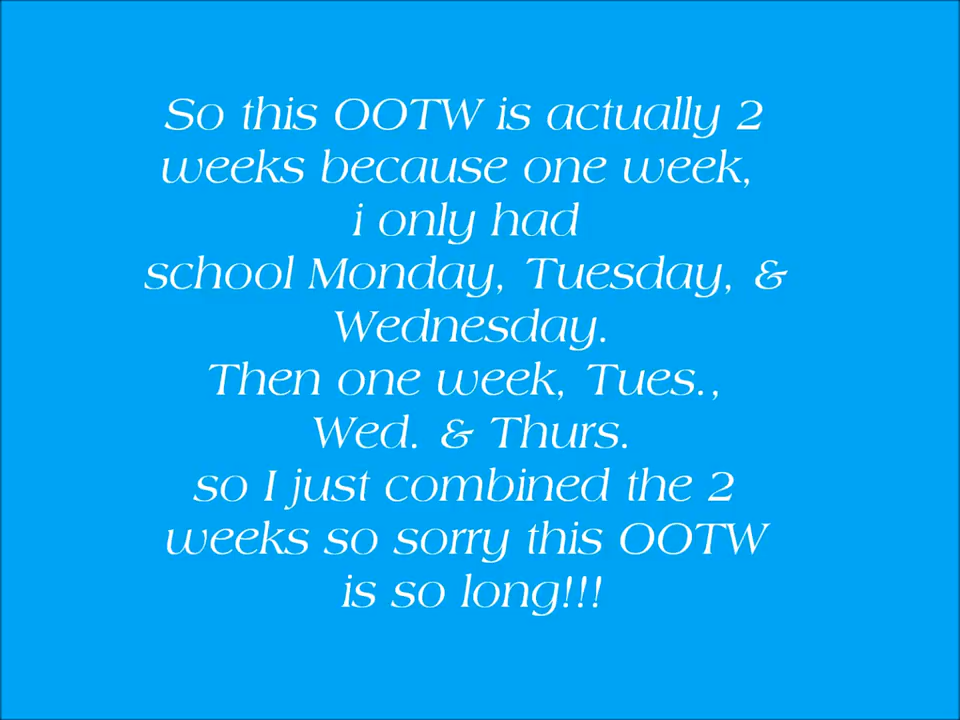 So this OOTW is actually 2
weeks because one week,
i only had
school Monday, Tuesday, &
Wednesday.
Then one week, Tues.,
Wed. & Thurs.
so I just combined the 2
weeks so sorry this OOTW
is so long!!!